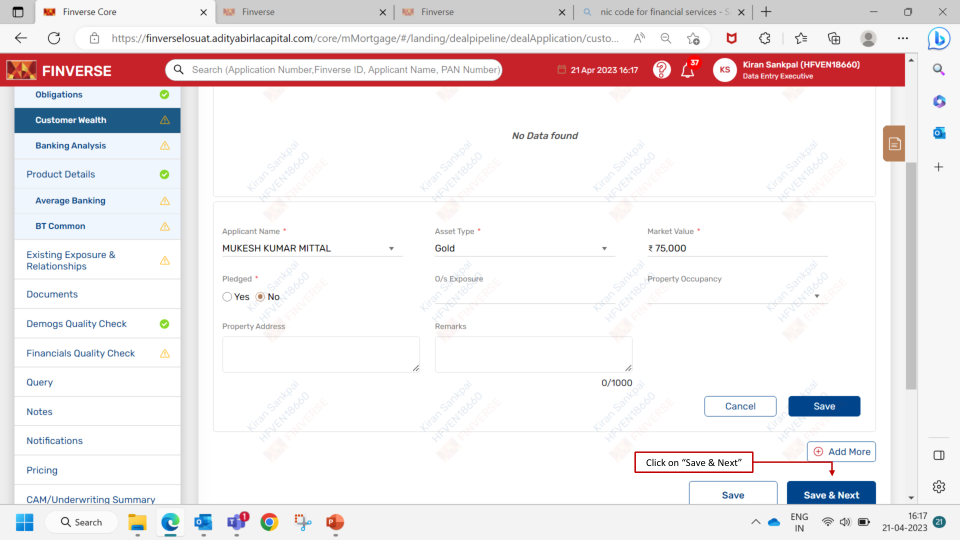 Finverse Core
Finverse
Finverse
nic code for financial services - S
https://finverselosuat.adityabirlacapital.com/core/mMortgage/#/landing/dealpipeline/dealApplication/custo...
FINVERSE
Search (Application Number,Finverse ID, Applicant Name, PAN Number)
21 Apr 2023 16:17
37
KS
Kiran Sankpal (HFVEN18660)
Data Entry Executive
Obligations
Customer Wealth
Banking Analysis
Product Details
Average Banking
BT Common
Existing Exposure &
Relationships
Documents
Demogs Quality Check
Financials Quality Check
Query
Notes
Notifications
Pricing
CAM/Underwriting Summary
No Data found
Applicant Name *
Asset Type *
Market Value *
MUKESH KUMAR MITTAL
Gold
₹ 75,000
Pledged *
O/s Exposure
Property Occupancy
Yes No
Property Address
Remarks
0/1000
Cancel
Save
Add More
Click on “Save & Next”
Save
Save & Next
Kiran Sankpal
HFVEN18660
FINVERSE
Search
1
ENG
IN
16:17
21-04-2023
21